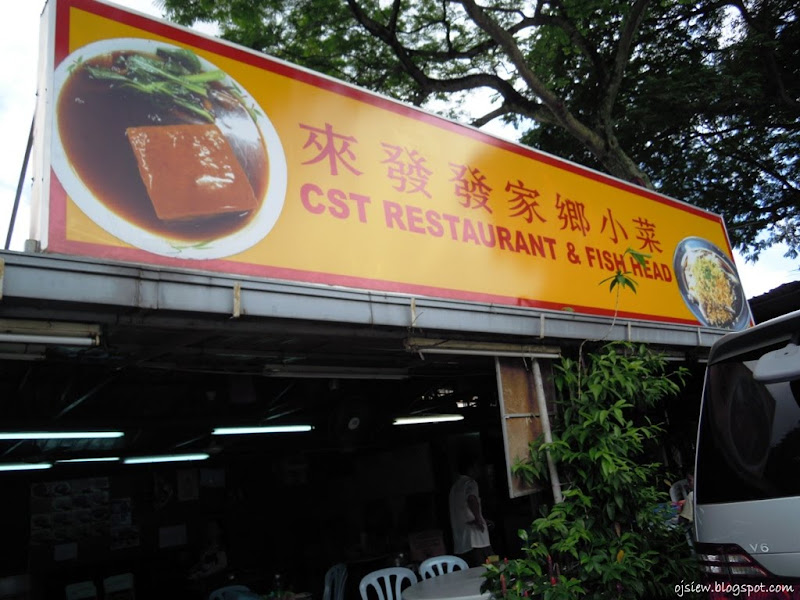 來發發家鄉小菜
CST RESTAURANT & FISH HEAD
V6
ojsiew.blogspot.com